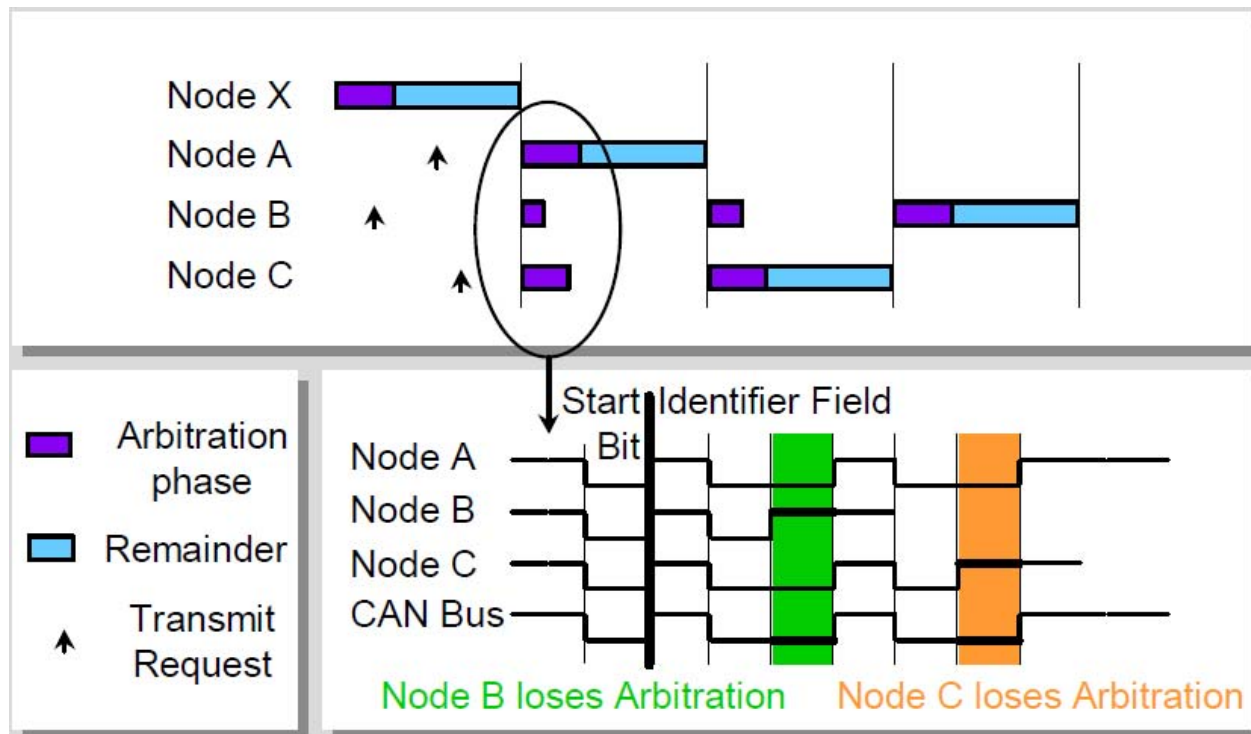 Node X
Node A
Node B
Node C
Arbitration
phase
Remainder
Transmit
Request
Start
Bit
Identifier Field
Node A
Node B
Node C
CAN Bus
Node B loses Arbitration
Node C loses Arbitration